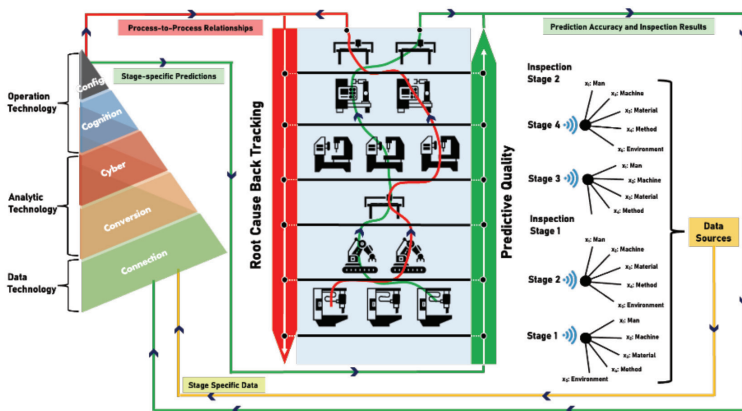 Process-to-Process Relationships
Prediction Accuracy and Inspection Results
Stage-specific Predictions
Operation
Technology
Analytic
Technology
Data
Technology
Config
Cognition
Cyber
Conversion
Connection
Root Cause Back Tracking
Predictive Quality
Inspection
Stage 2
x₁: Man
x₂: Machine
x₃: Material
x₄: Method
x₅: Environment
Stage 4
x₁: Man
x₂: Machine
x₃: Material
x₄: Method
Stage 3
Inspection
Stage 1
x₁: Man
x₂: Machine
x₃: Material
x₄: Method
x₅: Environment
Stage 2
x₁: Man
x₂: Machine
x₃: Material
x₄: Method
x₅: Environment
Stage 1
Data
Sources
Stage Specific Data